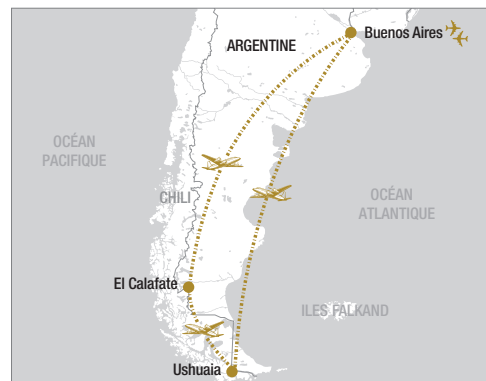 Buenos Aires
ARGENTINE
OCÉAN
PACIFIQUE
CHILI
OCÉAN
ATLANTIQUE
El Calafate
ILES FALKAND
Ushuaia